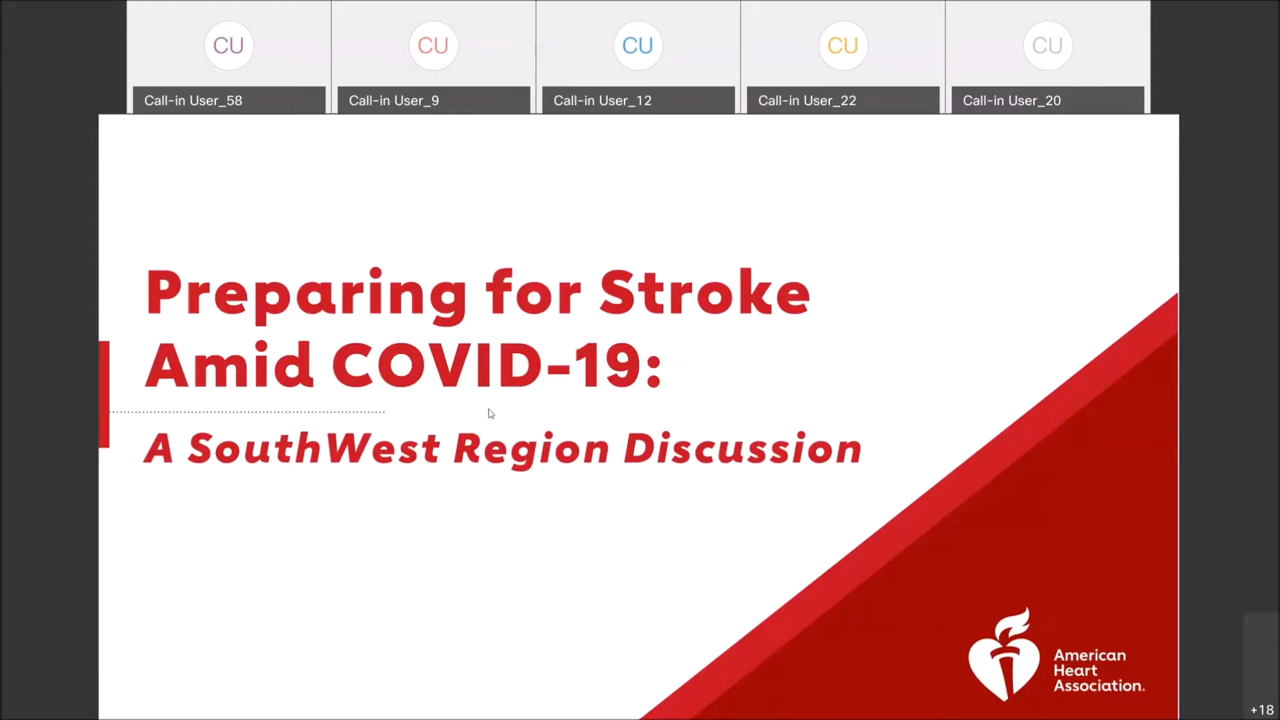 CU
CU
CU
CU
CU
Call-in User_58
Call-in User_9
Call-in User_12
Call-in User_22
Call-in User_20
Preparing for Stroke
Amid COVID-19:
A SouthWest Region Discussion
American
Heart
Association.
+18